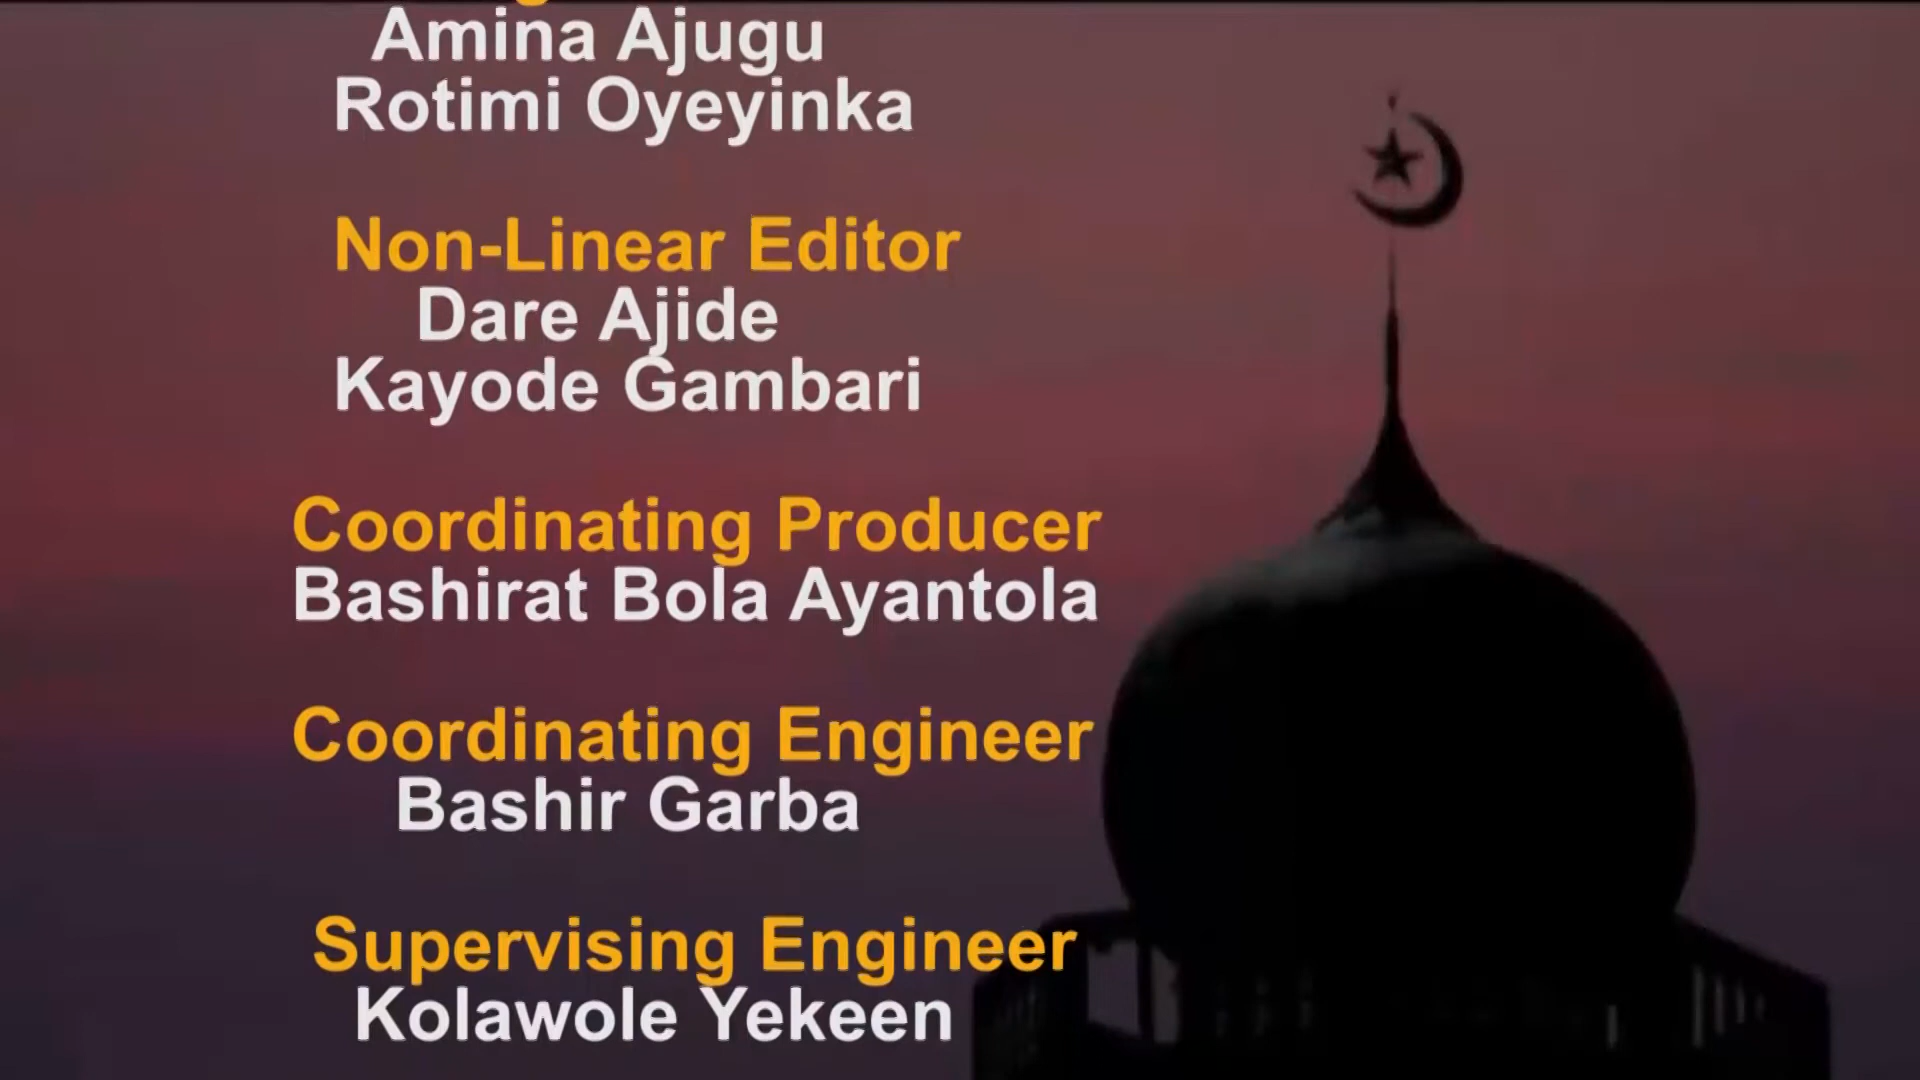 Amina Ajugu
Rotimi Oyeyinka
Non-Linear Editor
Dare Ajide
Kayode Gambari
Coordinating Producer
Bashirat Bola Ayantola
Coordinating Engineer
Bashir Garba
Supervising Engineer
Kolawole Yekeen